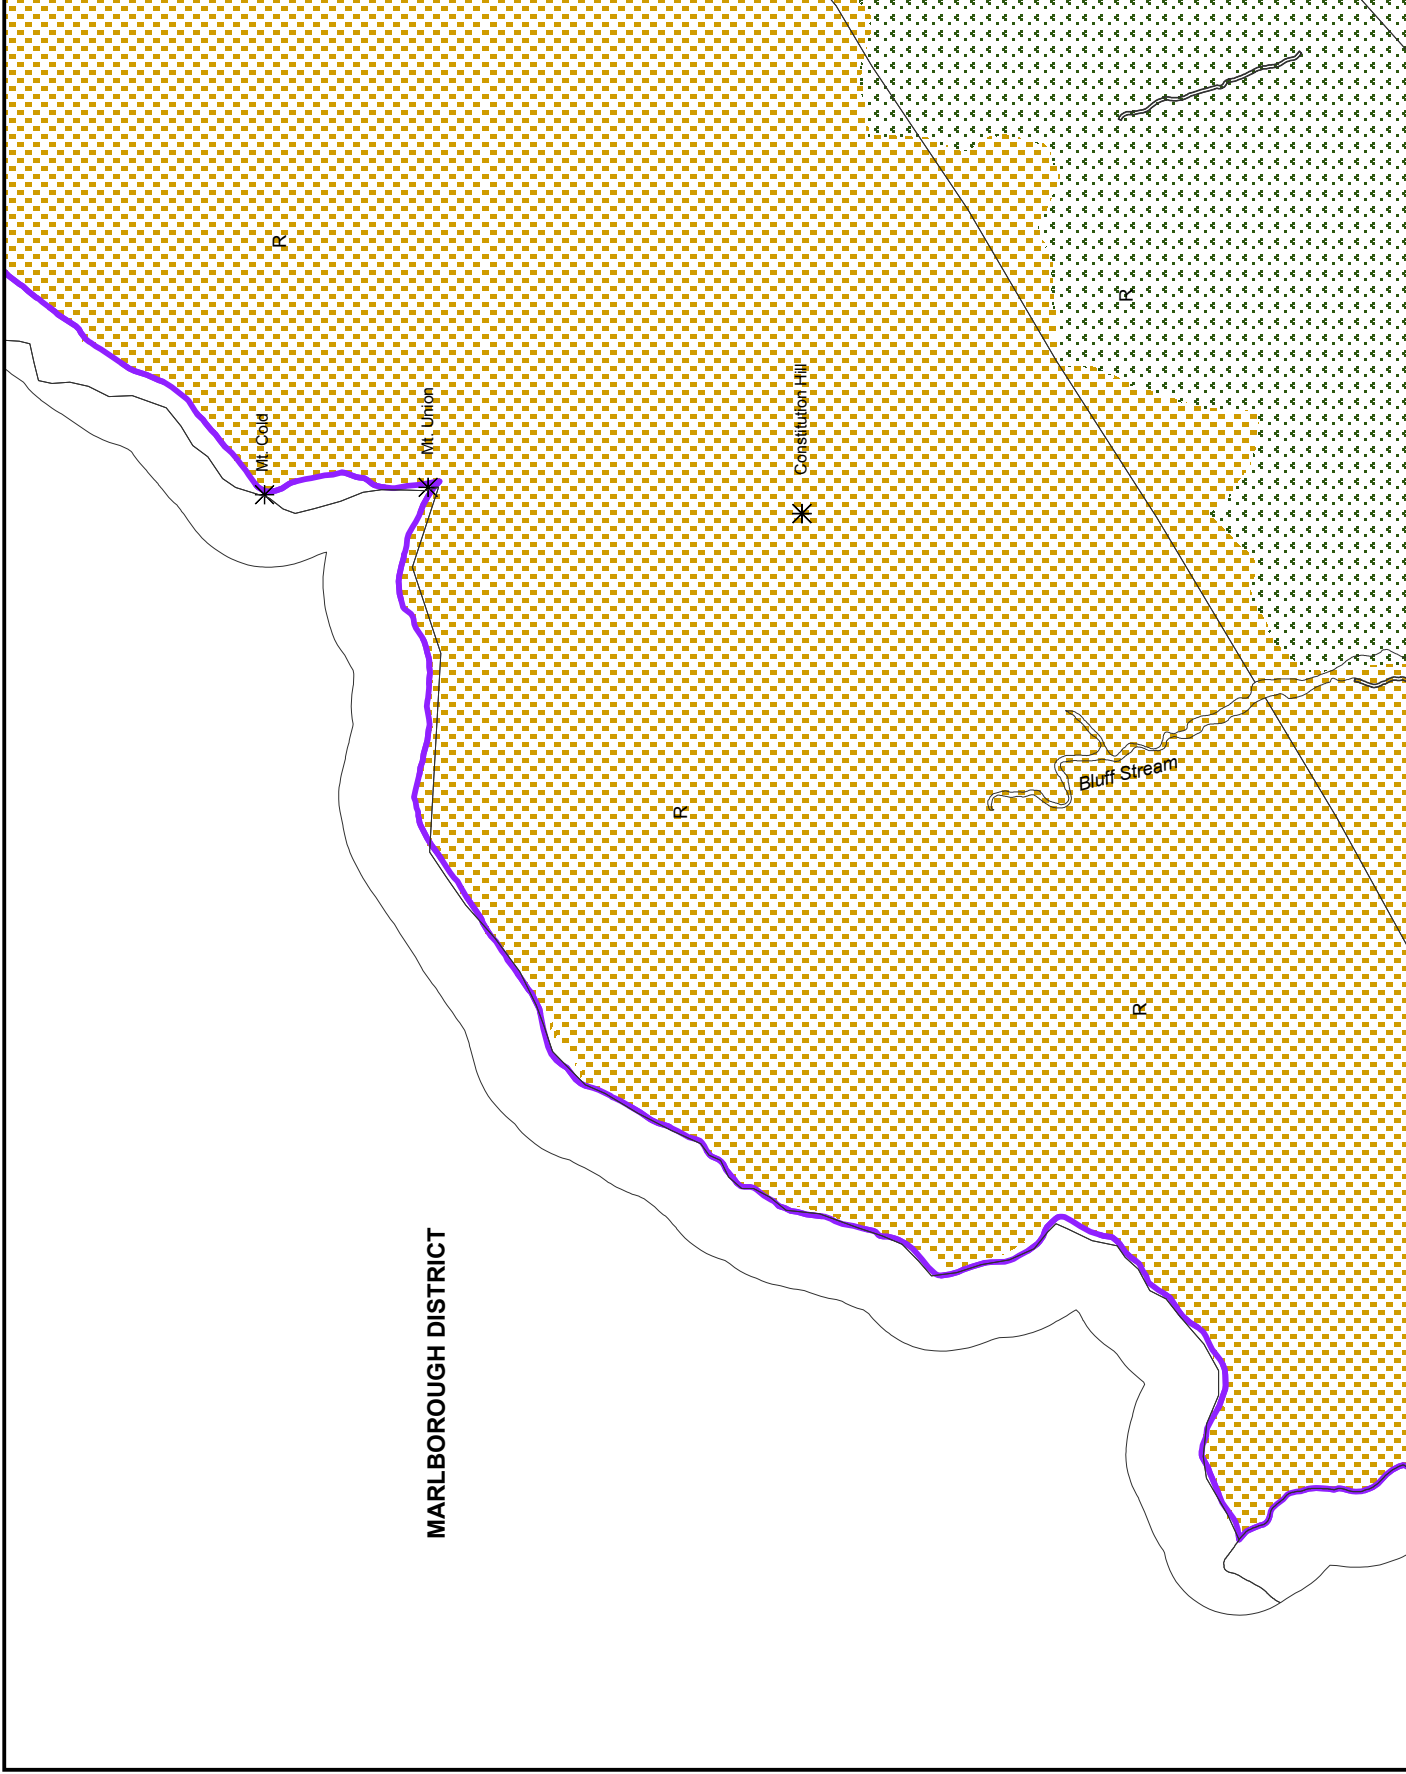 R
Mt. Cold
Mt. Union
R
Constitution Hill
R
Bluff Stream
R
MARLBOROUGH DISTRICT